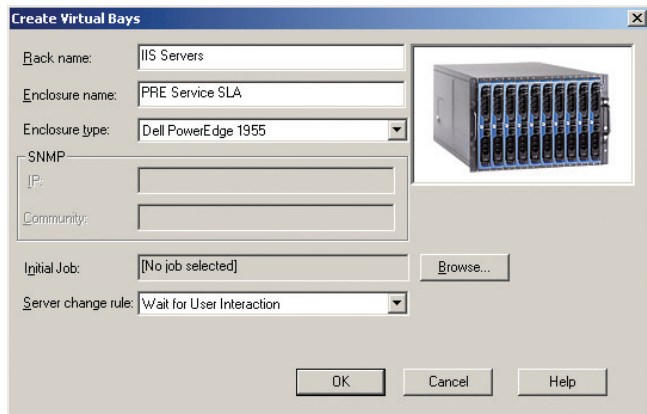 Create Virtual Bays
Rack name: IIS Servers
Enclosure name: PRE Service SLA
Enclosure type: Dell PowerEdge 1955
SNMP
IP:
Community:
Initial Job: [No job selected] Browse...
Server change rule: Wait for User Interaction
OK Cancel Help